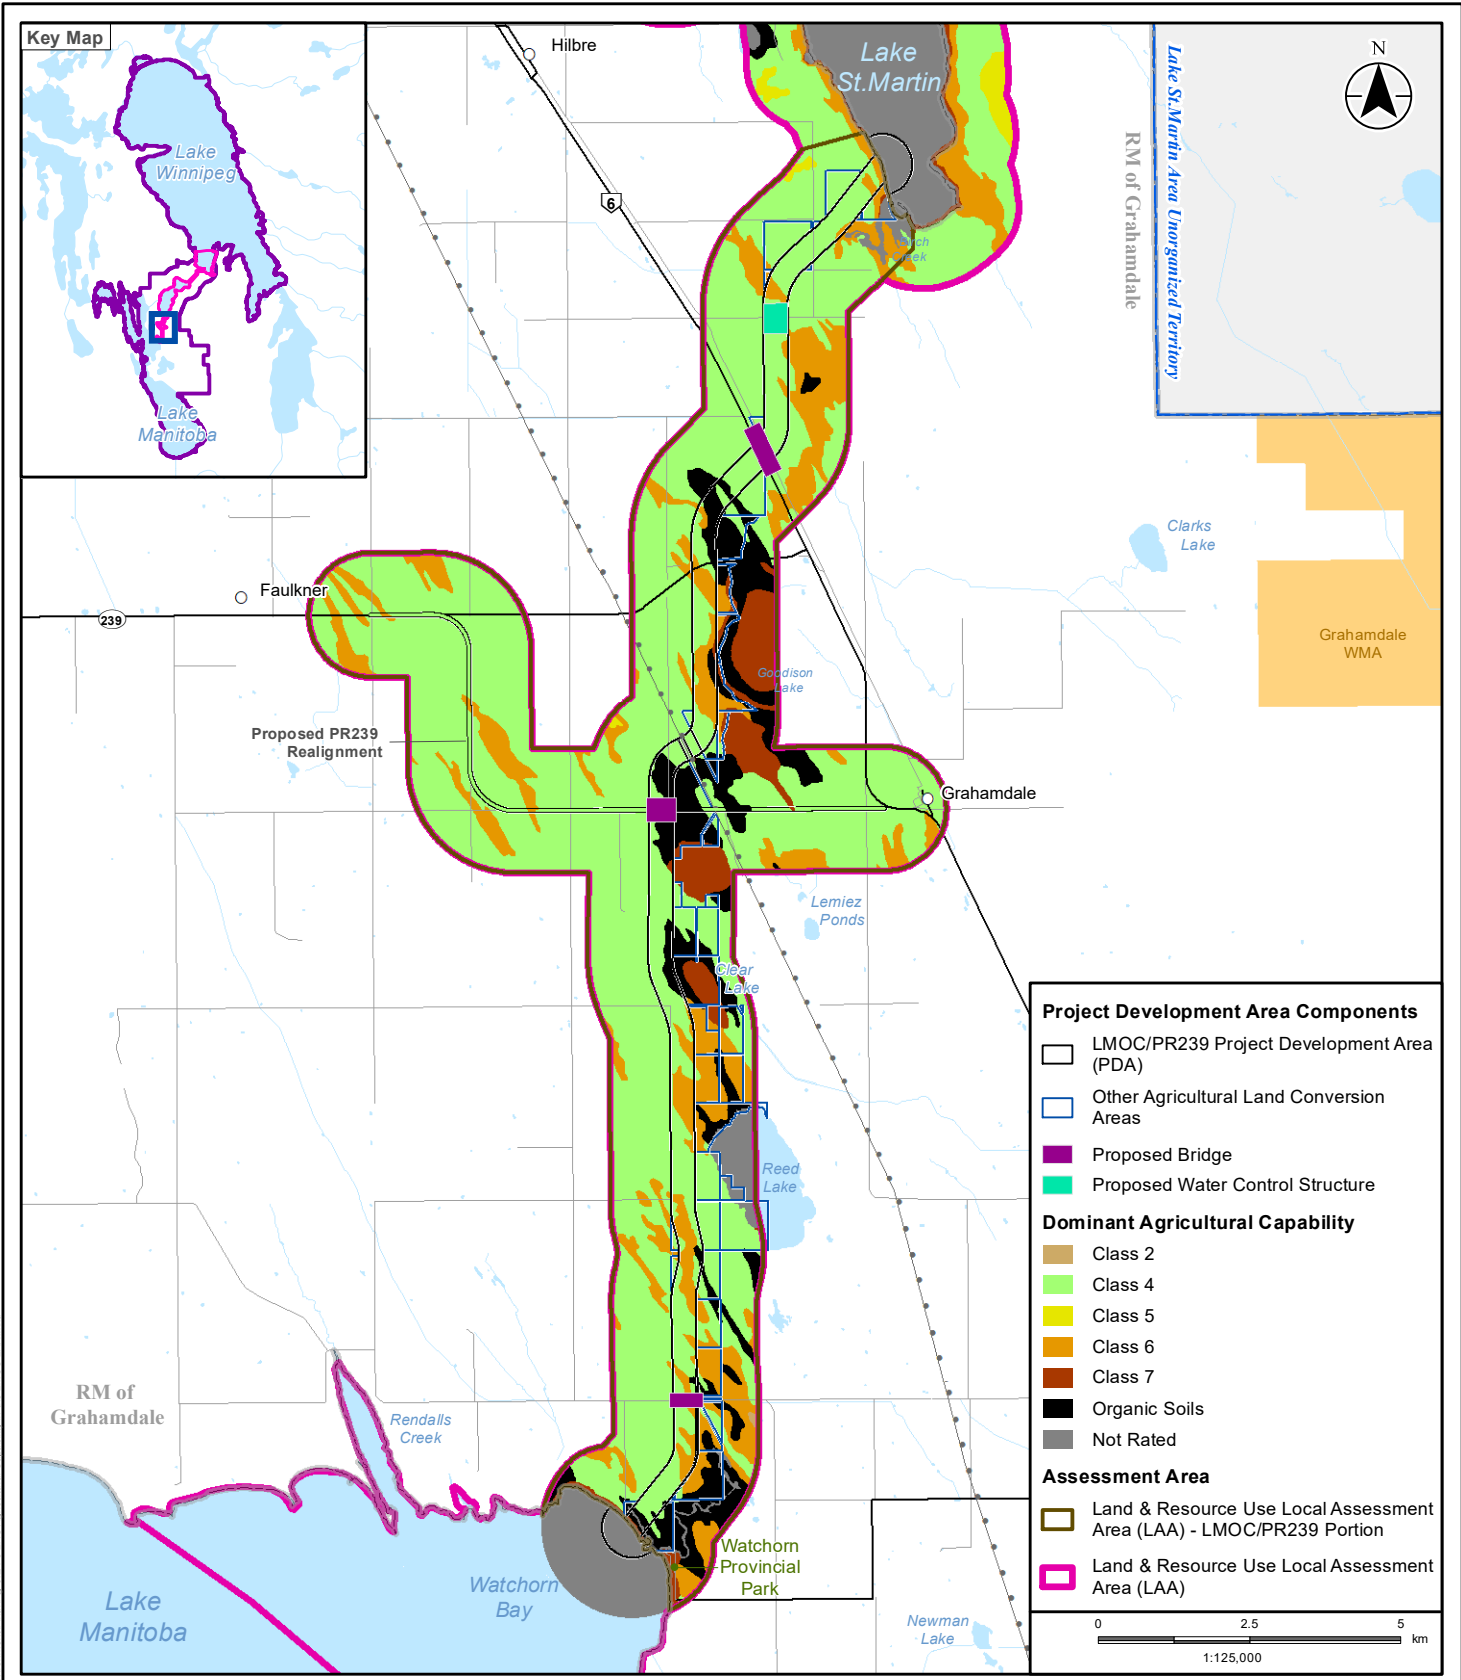 Key Map
Lake
Winnipeg
Lake
Manitoba
Hilbre
Lake
St.Martin
N
6
RM of Grahamdale
Lake St.Martin Area Unorganized Territory
Birch
Creek
Clarks
Lake
Grahamdale
WMA
Faulkner
239
Goodison
Lake
Proposed PR239
Realignment
Grahamdale
Lemiez
Ponds
Clear
Lake
Reed
Lake
RM of
Grahamdale
Rendalls
Creek
Watchorn
Provincial
Park
Watchorn
Bay
Lake
Manitoba
Newman
Lake
Project Development Area Components
LMOC/PR239 Project Development Area
(PDA)
Other Agricultural Land Conversion
Areas
Proposed Bridge
Proposed Water Control Structure
Dominant Agricultural Capability
Class 2
Class 4
Class 5
Class 6
Class 7
Organic Soils
Not Rated
Assessment Area
Land & Resource Use Local Assessment
Area (LAA) - LMOC/PR239 Portion
Land & Resource Use Local Assessment
Area (LAA)
0 2.5 5
km
1:125,000